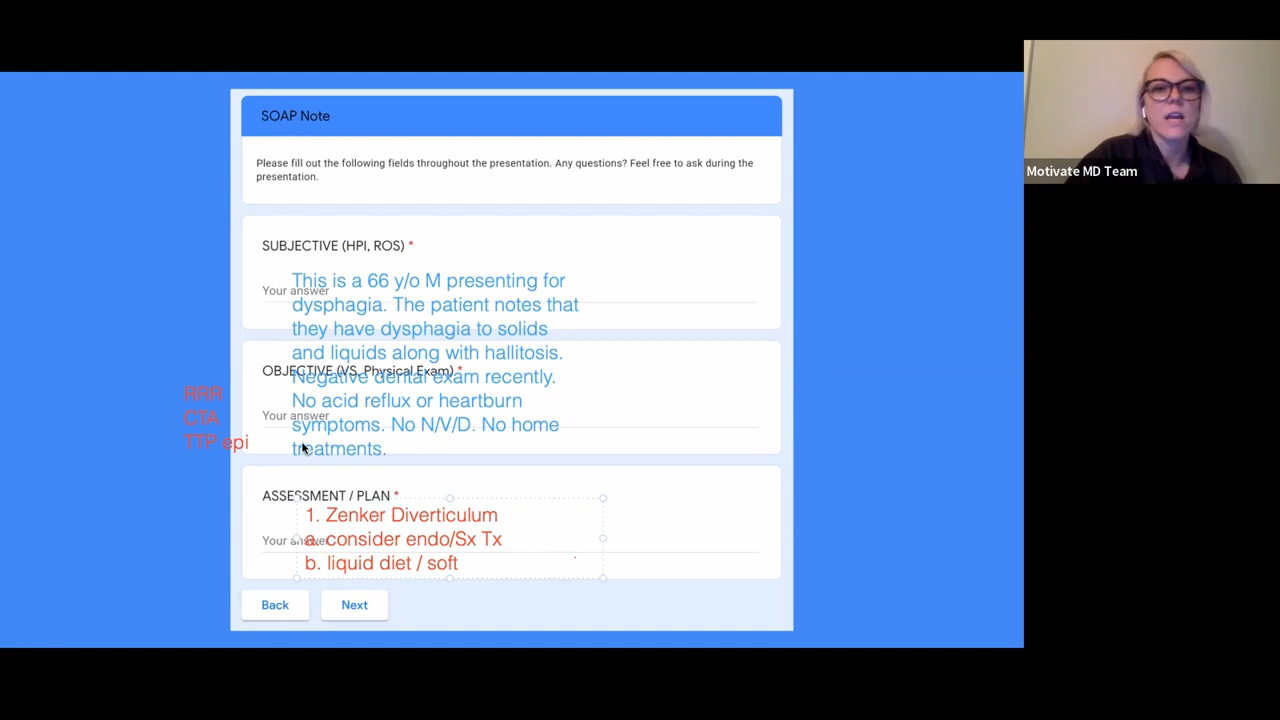 SOAP Note
Please fill out the following fields throughout the presentation. Any questions? Feel free to ask during the
presentation.
SUBJECTIVE (HPI, ROS) *
Your answer
This is a 66 y/o M presenting for
dysphagia. The patient notes that
they have dysphagia to solids
and liquids along with hallitosis.
Negative dental exam recently.
No acid reflux or heartburn
symptoms. No N/V/D. No home
treatments.
OBJECTIVE (VS, Physical Exam) *
Your answer
RRR
CTA
TTP epi
ASSESSMENT / PLAN *
Your answer
1. Zenker Diverticulum
a. consider endo/Sx Tx
b. liquid diet / soft
Back
Next
Motivate MD Team